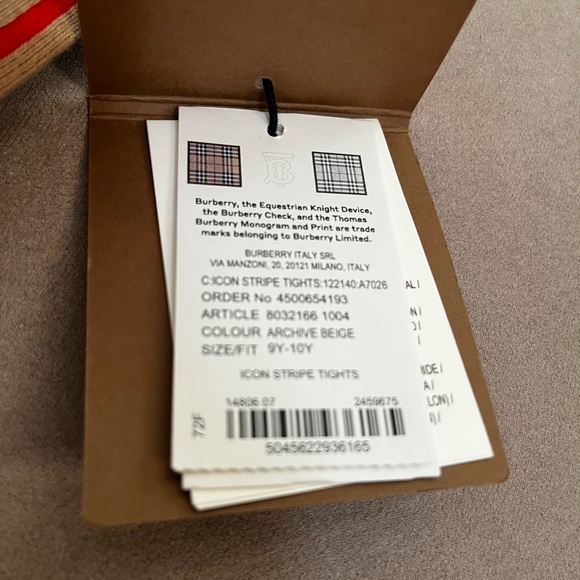 Burberry, the Equestrian Knight Device,
the Burberry Check, and the Thomas
Burberry Monogram and Print are trade
marks belonging to Burberry Limited.
BURBERRY ITALY SRL
VIA MANZONI, 20, 20121 MILANO, ITALY
C:ICON STRIPE TIGHTS:122140:A7026
ORDER No 4500654193
ARTICLE 8032166 1004
COLOUR ARCHIVE BEIGE
SIZE/FIT 9Y-10Y
ICON STRIPE TIGHTS
14806.07 2459675
72F
5045622936165